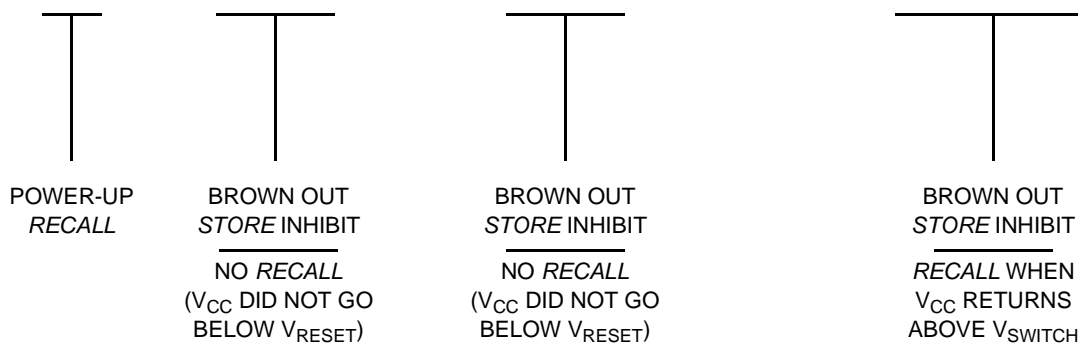 POWER-UP
RECALL
BROWN OUT
STORE INHIBIT
NO RECALL
(VCC DID NOT GO
BELOW VRESET)
BROWN OUT
STORE INHIBIT
NO RECALL
(VCC DID NOT GO
BELOW VRESET)
BROWN OUT
STORE INHIBIT
RECALL WHEN
VCC RETURNS
ABOVE VSWITCH